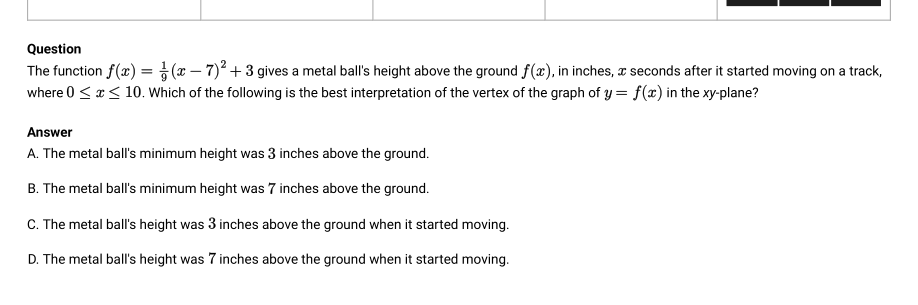 Question
The function f(x) = 1/9(x − 7)² + 3 gives a metal ball's height above the ground f(x), in inches, x seconds after it started moving on a track,
where 0 ≤ x ≤ 10. Which of the following is the best interpretation of the vertex of the graph of y = f(x) in the xy-plane?
Answer
A. The metal ball's minimum height was 3 inches above the ground.
B. The metal ball's minimum height was 7 inches above the ground.
C. The metal ball's height was 3 inches above the ground when it started moving.
D. The metal ball's height was 7 inches above the ground when it started moving.